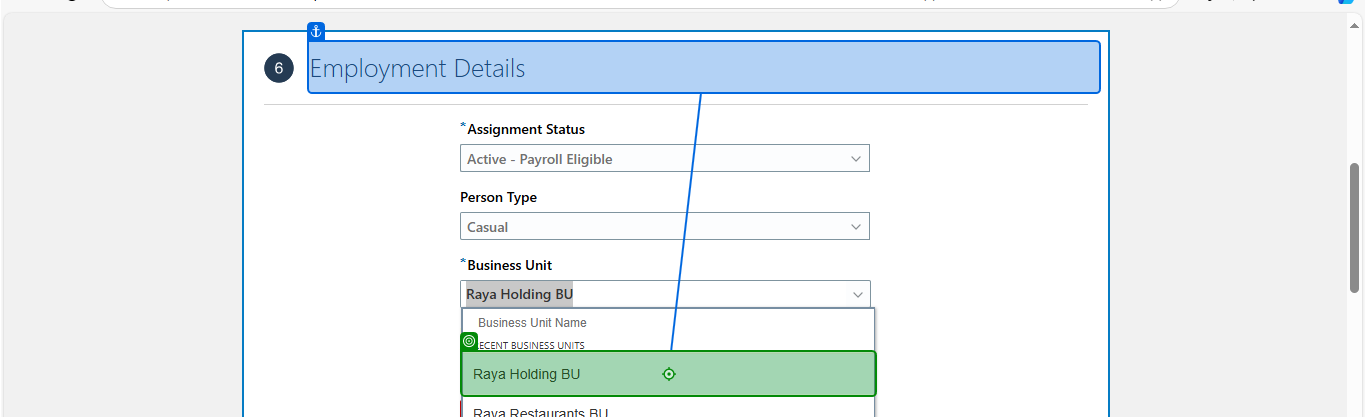 6
Employment Details
*Assignment Status
Active - Payroll Eligible
Person Type
Casual
*Business Unit
Raya Holding BU
Business Unit Name
ECENT BUSINESS UNITS
Raya Holding BU
Raya Restaurants BU